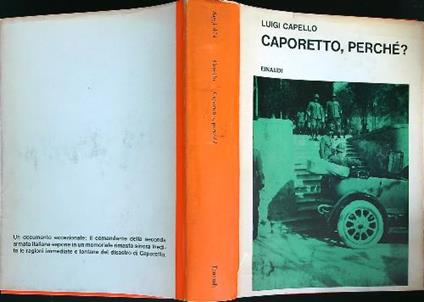 LUIGI CAPELLO
CAPORETTO, PERCHÉ?
EINAUDI
Un documento eccezionale: il comandante della seconda
armata italiana espone in un memoriale rimasto sinora inedi-
to le ragioni immediate e lontane del disastro di Caporetto.
Caporetto, perché?
Einaudi